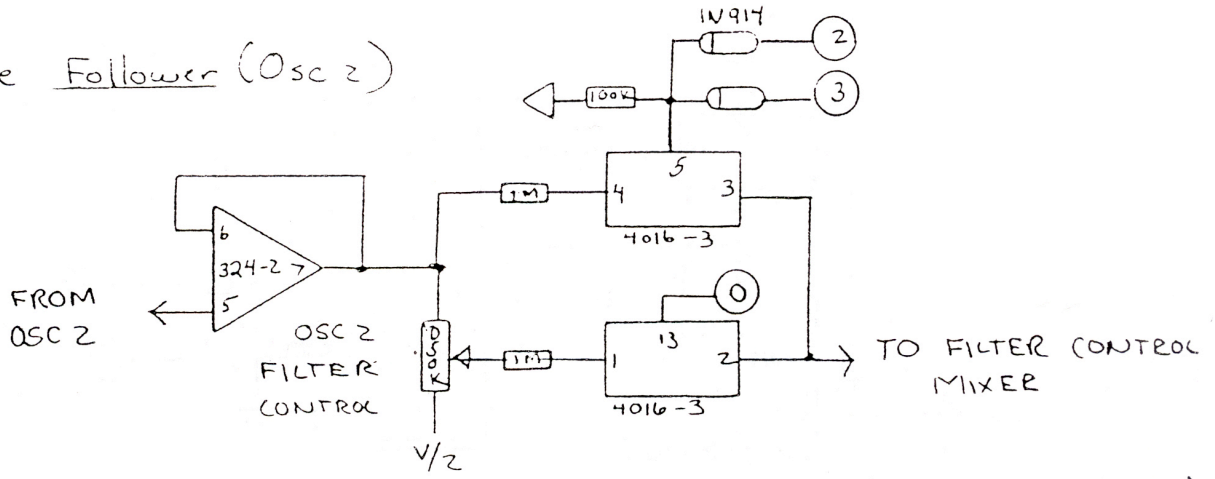 1N914
2
e Follower (Osc 2)
100K
3
5
1M
4
3
4016-3
6
324-2 7
5
FROM
OSC 2
0
13
OSC 2
FILTER
CONTROL
1M
1
2
4016-3
TO FILTER CONTROL
MIXER
V/2